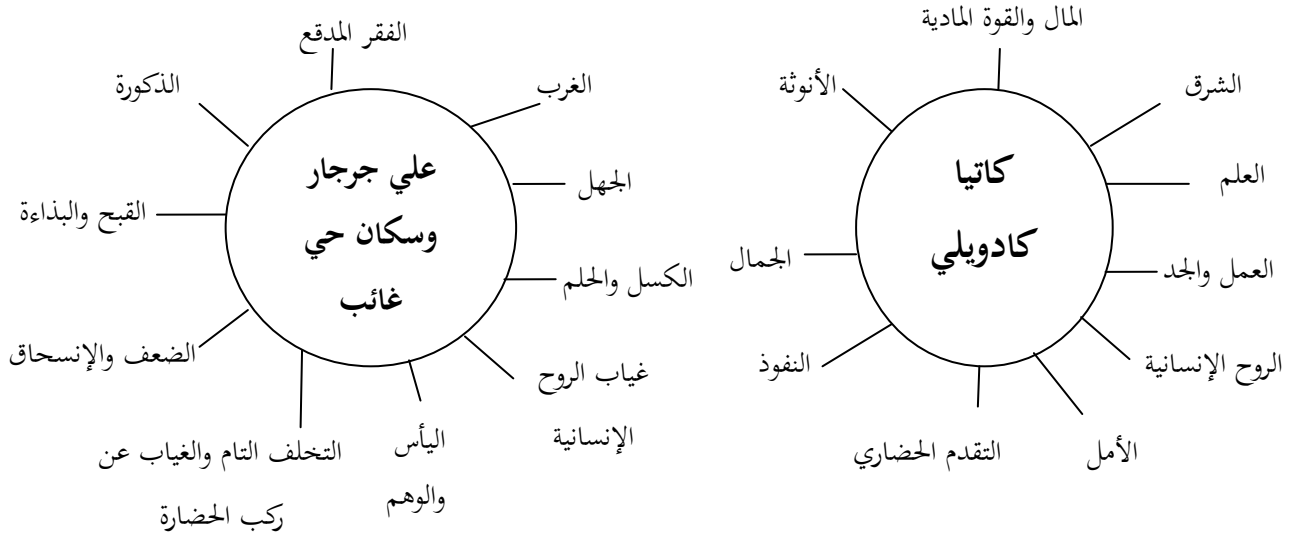 المال والقوة المادية
الشرق
العلم
العمل والجد
الروح الإنسانية
الأمل
التقدم الحضاري
النفوذ
الجمال
الأنوثة
كاتيا
كادويلي
الفقر المدقع
الغرب
الجهل
الكسل والحلم
غياب الروح
الإنسانية
اليأس
والوهم
التخلف التام والغياب عن
ركب الحضارة
الضعف والإنسحاق
القبح والبذاءة
الذكورة
علي جرجار
وسكان حي
غائب